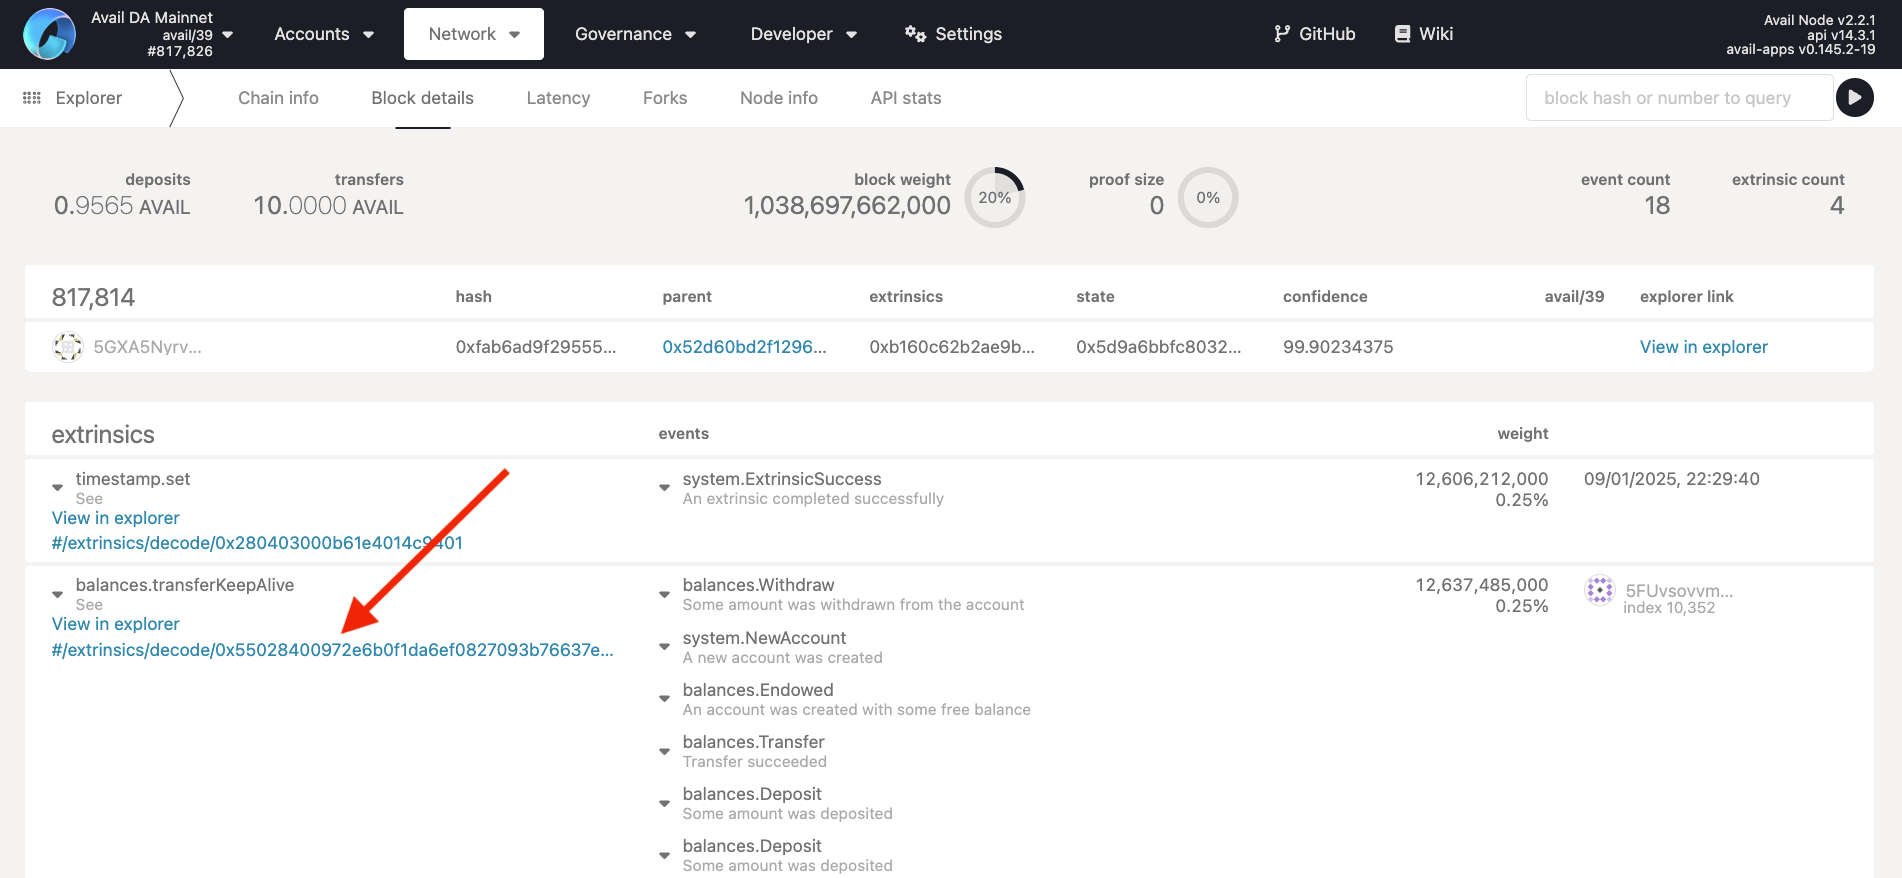 Avail DA Mainnet
avail/39
#817,826
Accounts
Network
Governance
Developer
Settings
GitHub
Wiki
Avail Node v2.2.1
api v14.3.1
avail-apps v0.145.2-19
Explorer
Chain info
Block details
Latency
Forks
Node info
API stats
block hash or number to query
deposits
0.9565 AVAIL
transfers
10.0000 AVAIL
block weight
1,038,697,662,000
20%
proof size
0
0%
event count
18
extrinsic count
4
817,814 hash parent extrinsics state confidence avail/39 explorer link
5GXA5Nyrv... 0xfab6ad9f29555... 0x52d60bd2f1296... 0xb160c62b2ae9b... 0x5d9a6bbfc8032... 99.90234375 View in explorer
extrinsics events weight
timestamp.set
See
View in explorer
#/extrinsics/decode/0x280403000b61e4014c9401
system.ExtrinsicSuccess
An extrinsic completed successfully
12,606,212,000
0.25%
09/01/2025, 22:29:40
balances.transferKeepAlive
See
View in explorer
#/extrinsics/decode/0x55028400972e6b0f1da6ef0827093b76637e...
balances.Withdraw
Some amount was withdrawn from the account
system.NewAccount
A new account was created
balances.Endowed
An account was created with some free balance
balances.Transfer
Transfer succeeded
balances.Deposit
Some amount was deposited
balances.Deposit
Some amount was deposited
12,637,485,000
0.25%
5FUvsovvm...
index 10,352